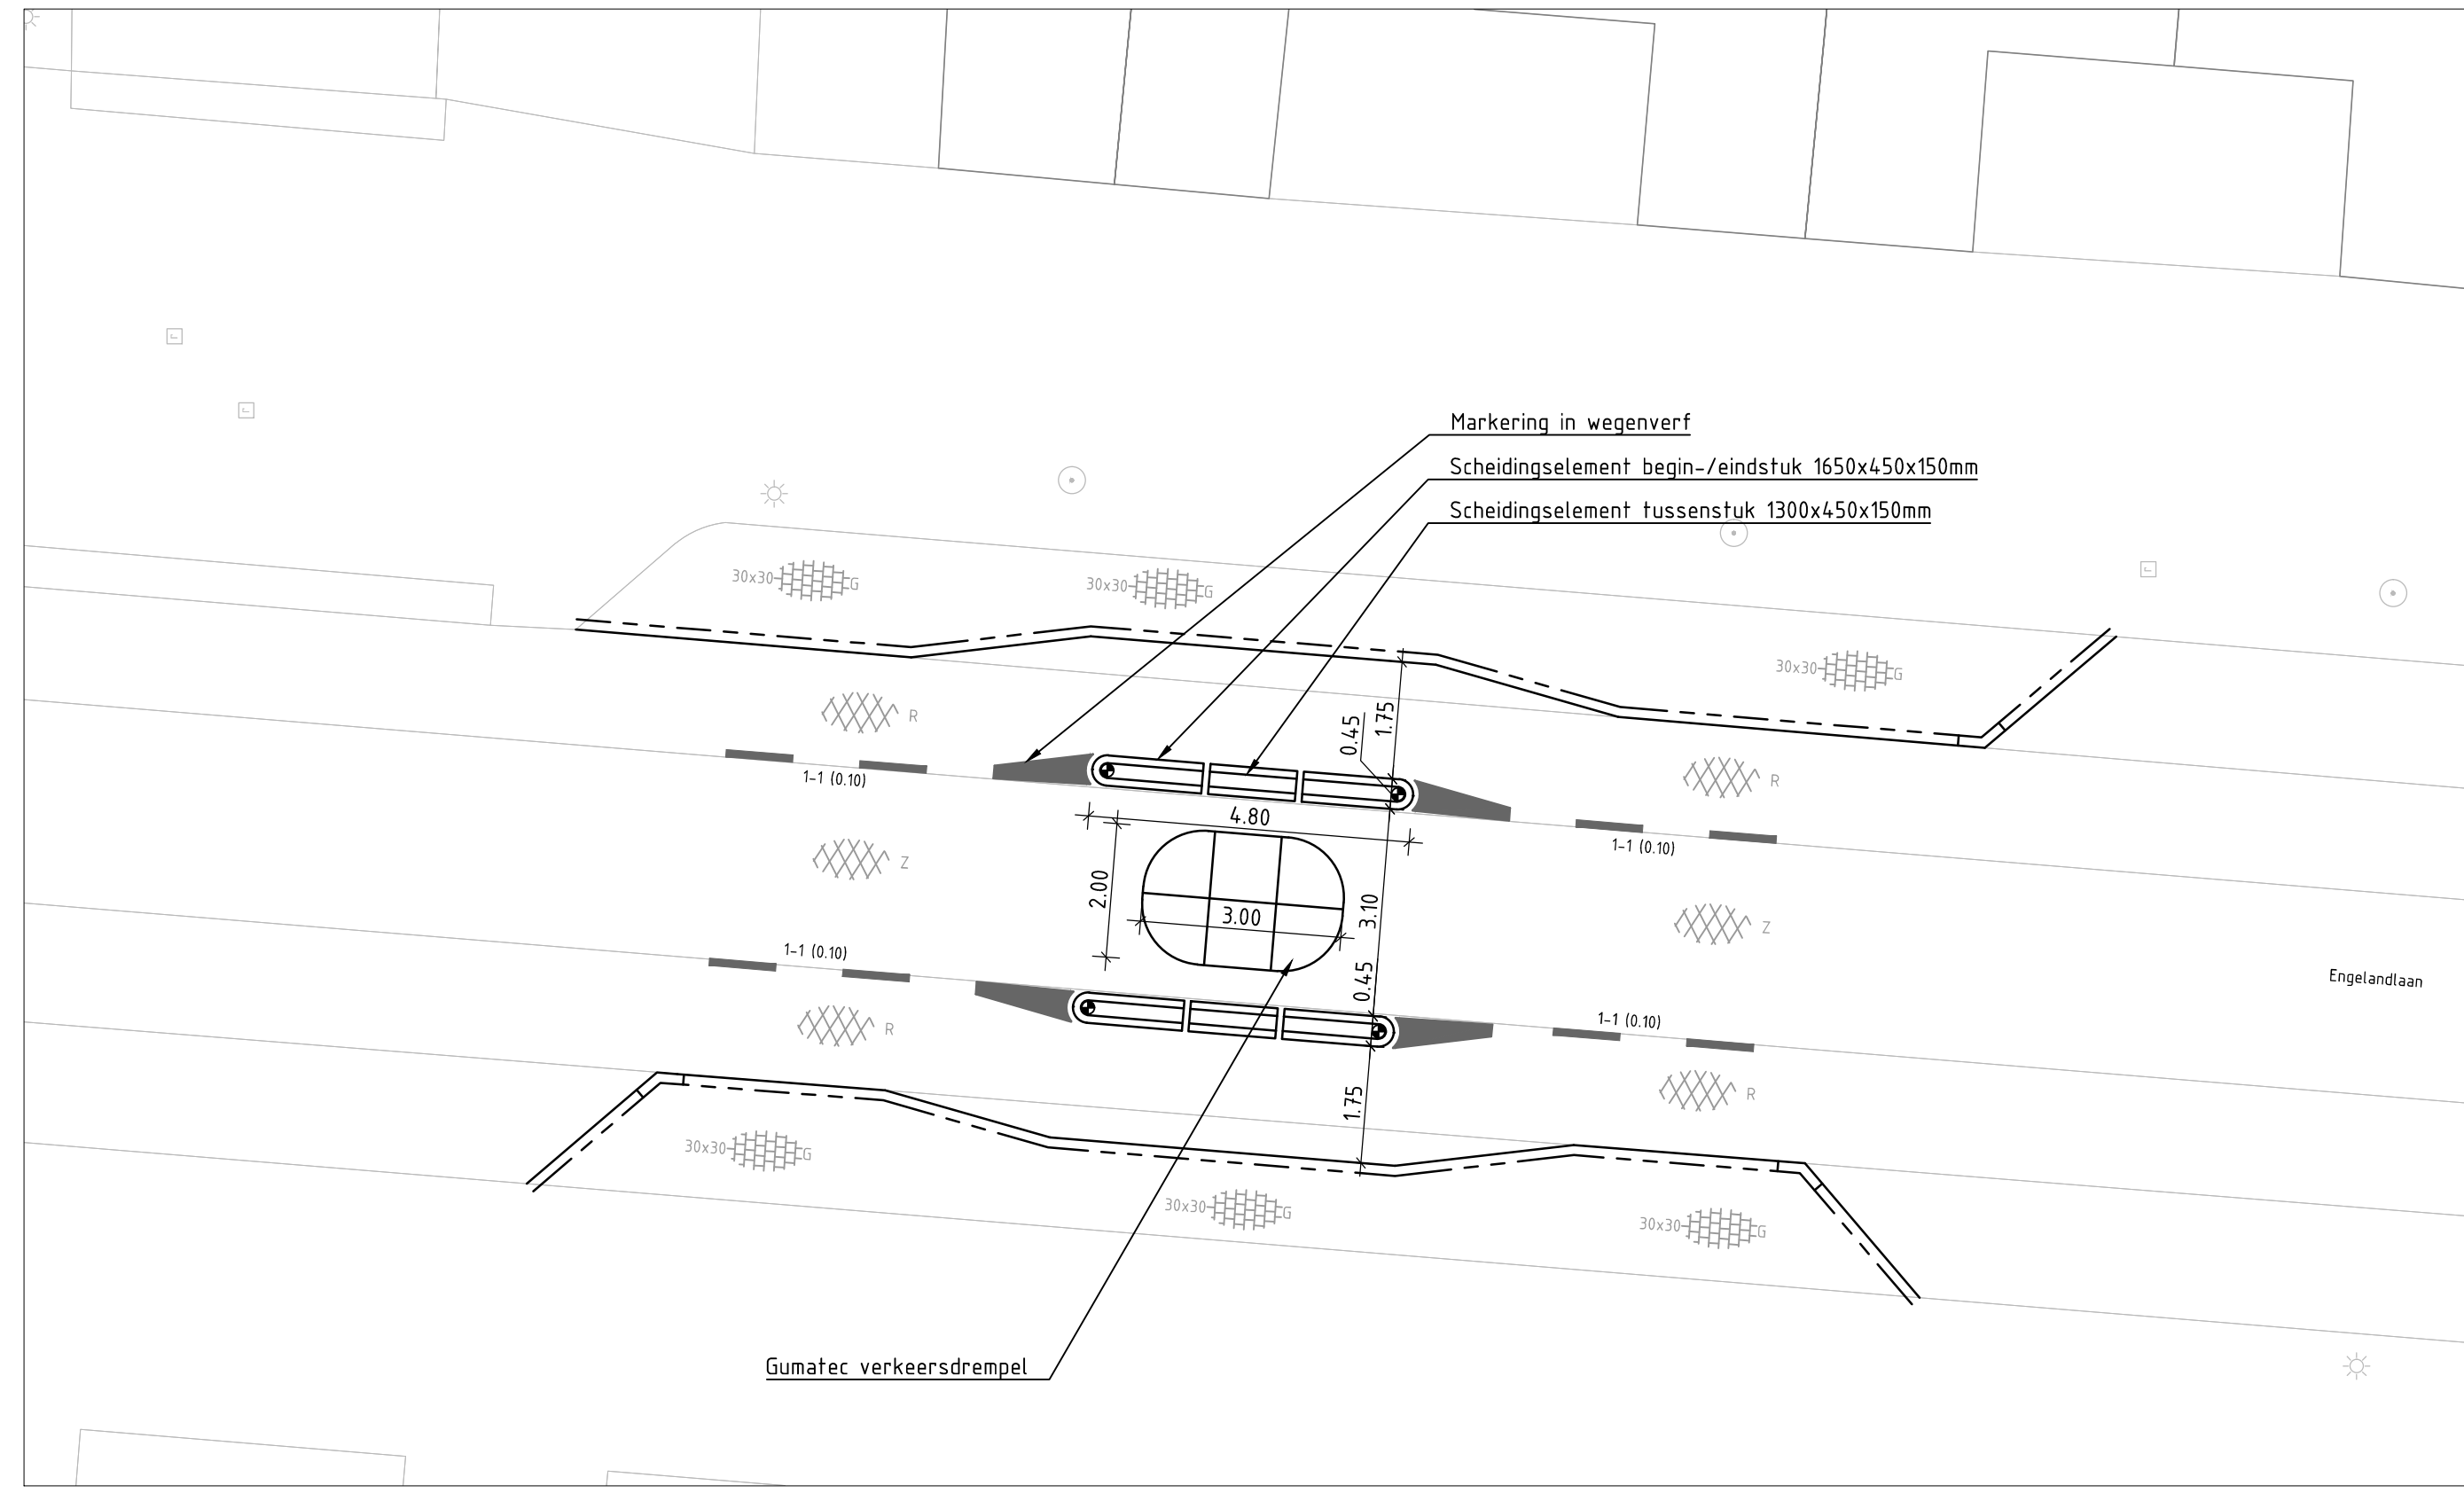 Markering in wegenverf
Scheidingselement begin-/eindstuk 1650x450x150mm
Scheidingselement tussenstuk 1300x450x150mm
30x30 G
30x30 G
30x30 G
R
0.45
1.75
R
1-1 (0.10)
4.80
1-1 (0.10)
Z
2.00
3.00
3.10
Z
1-1 (0.10)
0.45
Engelandlaan
R
1-1 (0.10)
1.75
R
30x30 G
30x30 G
30x30 G
Gumatec verkeersdrempel